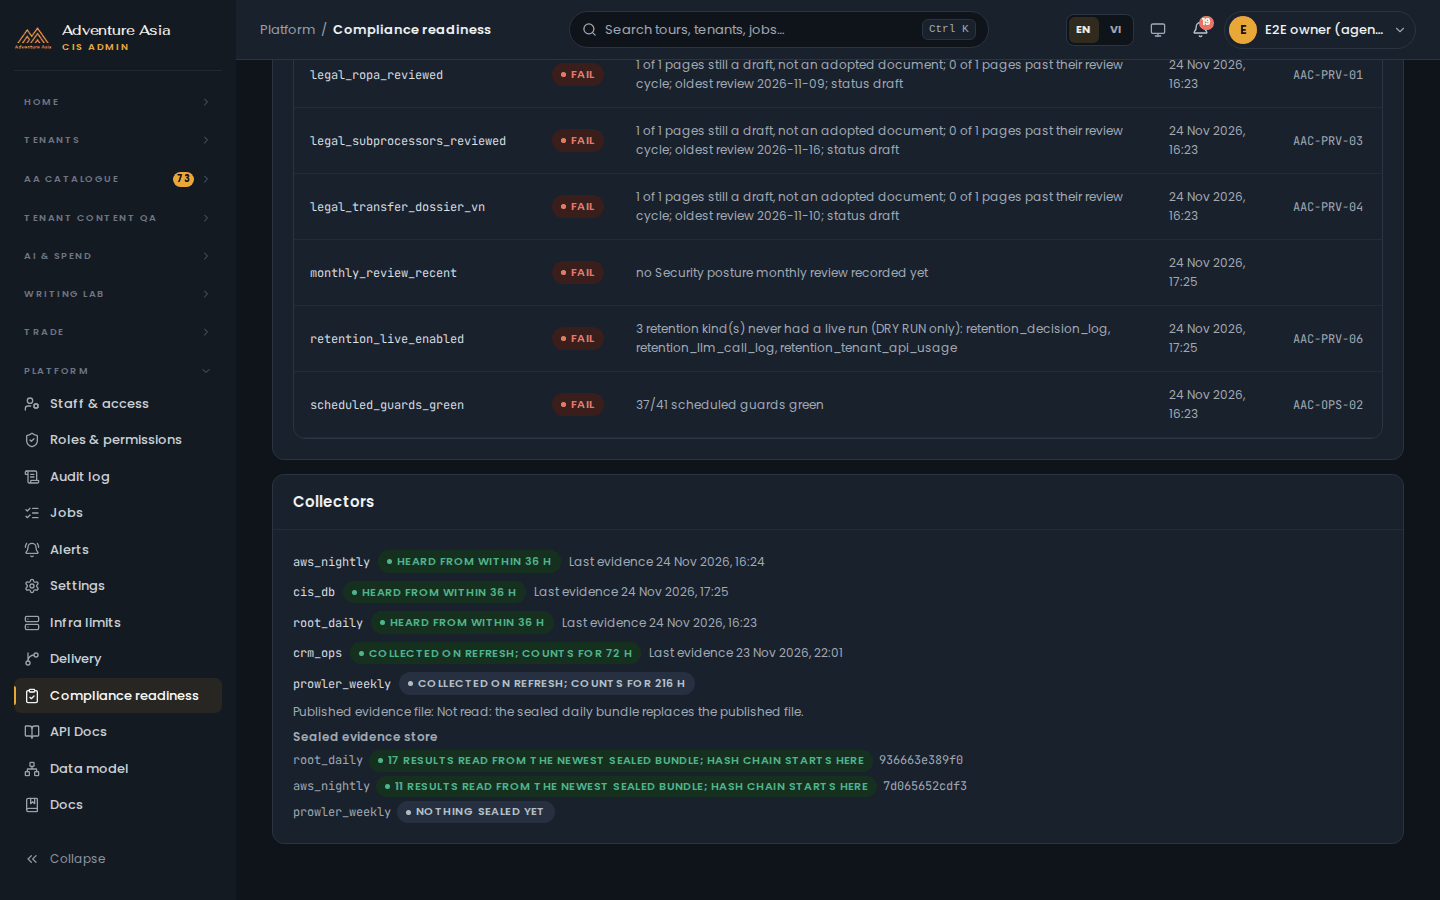 Adventure Asia
CIS ADMIN
Adventure Asia
Platform / Compliance readiness
Search tours, tenants, jobs...
Ctrl K
EN
VI
19
E
E2E owner (agen...
HOME
TENANTS
AA CATALOGUE
73
TENANT CONTENT QA
AI & SPEND
WRITING LAB
TRADE
PLATFORM
Staff & access
Roles & permissions
Audit log
Jobs
Alerts
Settings
Infra limits
Delivery
Compliance readiness
API Docs
Data model
Docs
Collapse
legal_ropa_reviewed
FAIL
1 of 1 pages still a draft, not an adopted document; 0 of 1 pages past their review
cycle; oldest review 2026-11-09; status draft
24 Nov 2026,
16:23
AAC-PRV-01
legal_subprocessors_reviewed
FAIL
1 of 1 pages still a draft, not an adopted document; 0 of 1 pages past their review
cycle; oldest review 2026-11-16; status draft
24 Nov 2026,
16:23
AAC-PRV-03
legal_transfer_dossier_vn
FAIL
1 of 1 pages still a draft, not an adopted document; 0 of 1 pages past their review
cycle; oldest review 2026-11-10; status draft
24 Nov 2026,
16:23
AAC-PRV-04
monthly_review_recent
FAIL
no Security posture monthly review recorded yet
24 Nov 2026,
17:25
retention_live_enabled
FAIL
3 retention kind(s) never had a live run (DRY RUN only): retention_decision_log,
retention_llm_call_log, retention_tenant_api_usage
24 Nov 2026,
17:25
AAC-PRV-06
scheduled_guards_green
FAIL
37/41 scheduled guards green
24 Nov 2026,
16:23
AAC-OPS-02
Collectors
aws_nightly HEARD FROM WITHIN 36 H Last evidence 24 Nov 2026, 16:24
cis_db HEARD FROM WITHIN 36 H Last evidence 24 Nov 2026, 17:25
root_daily HEARD FROM WITHIN 36 H Last evidence 24 Nov 2026, 16:23
crm_ops COLLECTED ON REFRESH; COUNTS FOR 72 H Last evidence 23 Nov 2026, 22:01
prowler_weekly COLLECTED ON REFRESH; COUNTS FOR 216 H
Published evidence file: Not read: the sealed daily bundle replaces the published file.
Sealed evidence store
root_daily 17 RESULTS READ FROM THE NEWEST SEALED BUNDLE; HASH CHAIN STARTS HERE 936663e389f0
aws_nightly 11 RESULTS READ FROM THE NEWEST SEALED BUNDLE; HASH CHAIN STARTS HERE 7d065652cdf3
prowler_weekly NOTHING SEALED YET